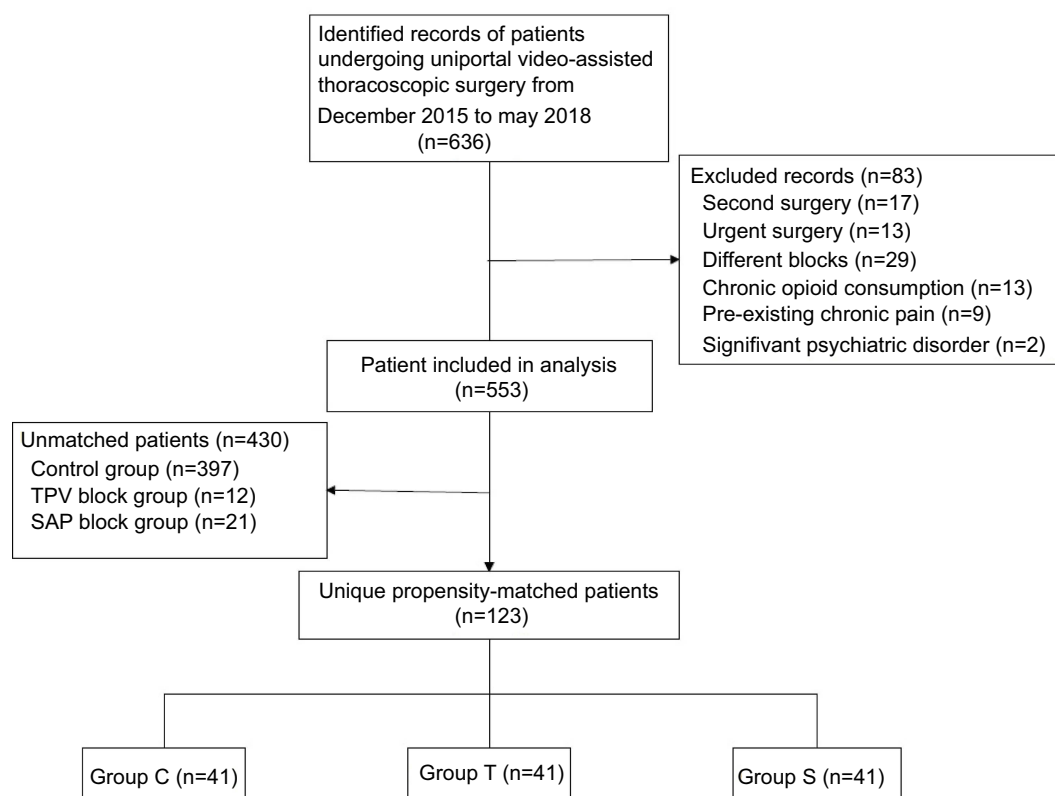 Identified records of patients
undergoing uniportal video-assisted
thoracoscopic surgery from
December 2015 to may 2018
(n=636)
Excluded records (n=83)
Second surgery (n=17)
Urgent surgery (n=13)
Different blocks (n=29)
Chronic opioid consumption (n=13)
Pre-existing chronic pain (n=9)
Signifivant psychiatric disorder (n=2)
Patient included in analysis
(n=553)
Unmatched patients (n=430)
Control group (n=397)
TPV block group (n=12)
SAP block group (n=21)
Unique propensity-matched patients
(n=123)
Group C (n=41)
Group T (n=41)
Group S (n=41)